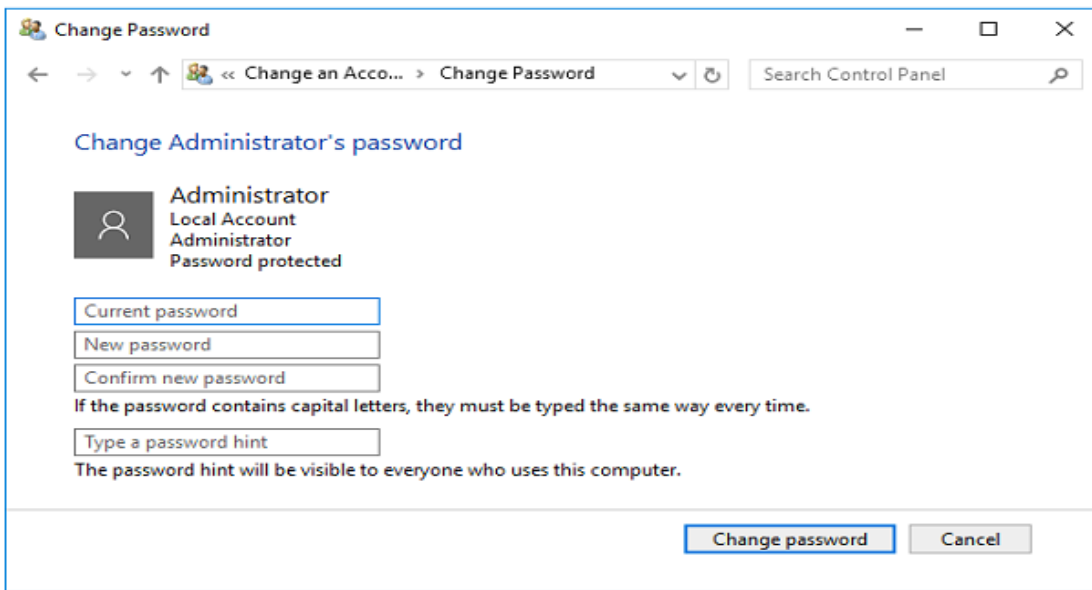 Change Password
« Change an Acco... › Change Password
Search Control Panel
Change Administrator's password
Administrator
Local Account
Administrator
Password protected
Current password
New password
Confirm new password
If the password contains capital letters, they must be typed the same way every time.
Type a password hint
The password hint will be visible to everyone who uses this computer.
Change password
Cancel